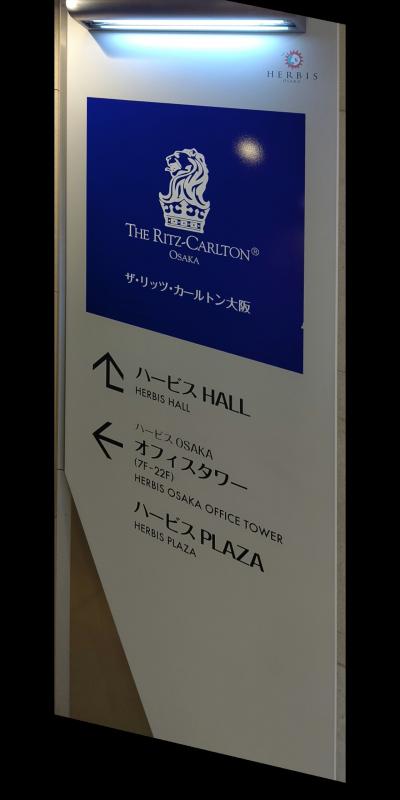 HERBIS
OSAKA
THE RITZ-CARLTON®
OSAKA
ザ・リッツ・カールトン大阪
ハービス HALL
HERBIS HALL
ハービス OSAKA
オフィスタワー
(7F-22F)
HERBIS OSAKA OFFICE TOWER
ハービス PLAZA
HERBIS PLAZA